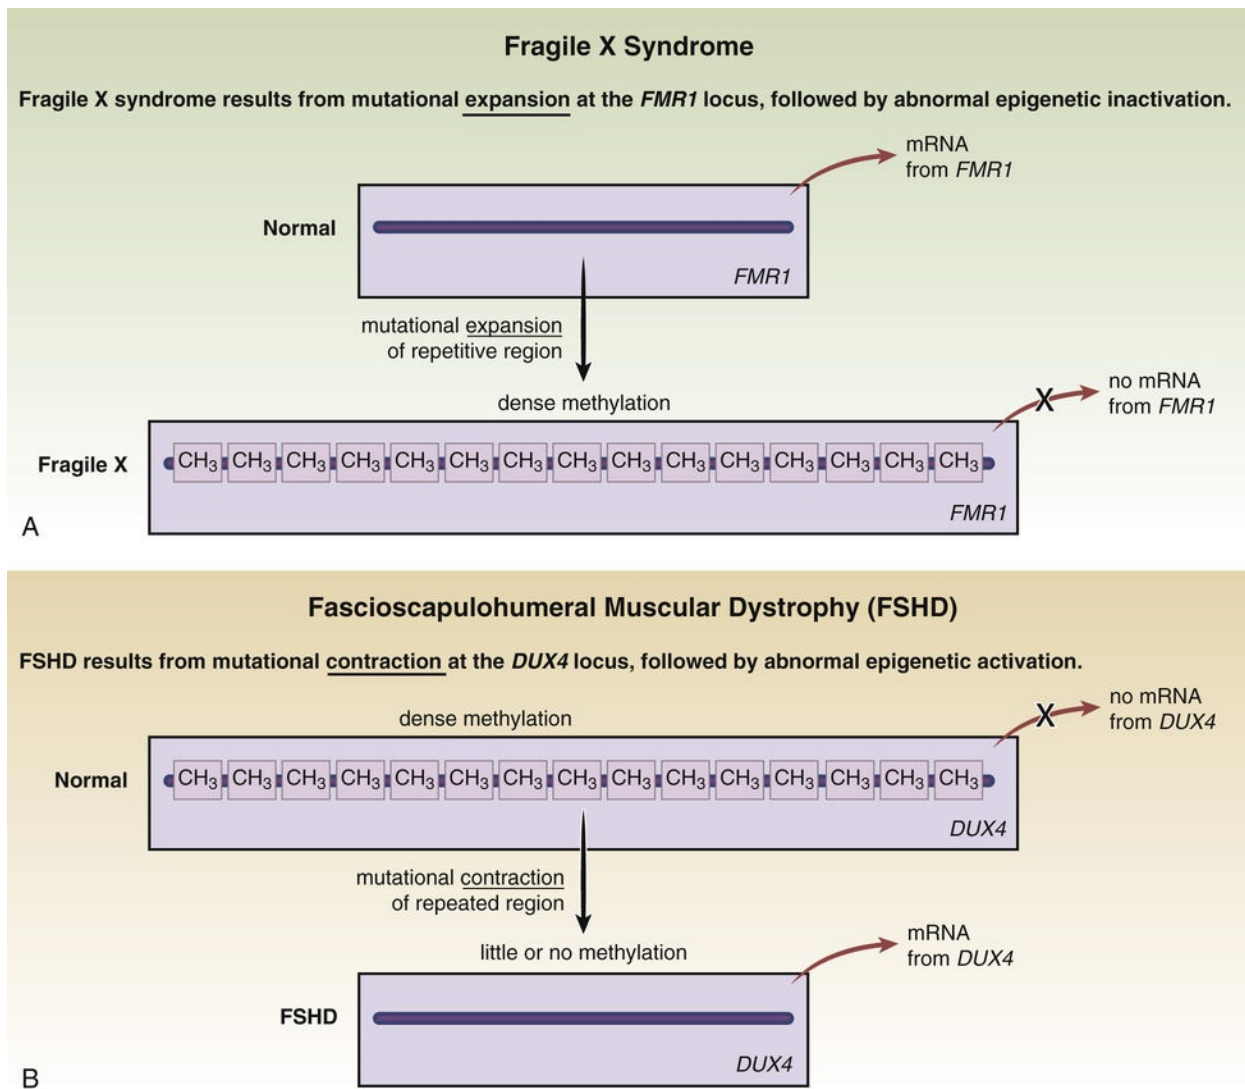 Fragile X Syndrome
Fragile X syndrome results from mutational expansion at the FMR1 locus, followed by abnormal epigenetic inactivation.
mRNA
from FMR1
Normal
FMR1
mutational expansion
of repetitive region
dense methylation
no mRNA
from FMR1
X
Fragile X
CH3 CH3 CH3 CH3 CH3 CH3 CH3 CH3 CH3 CH3 CH3 CH3 CH3 CH3 CH3
FMR1
A
Fascioscapulohumeral Muscular Dystrophy (FSHD)
FSHD results from mutational contraction at the DUX4 locus, followed by abnormal epigenetic activation.
dense methylation
no mRNA
from DUX4
X
Normal
CH3 CH3 CH3 CH3 CH3 CH3 CH3 CH3 CH3 CH3 CH3 CH3 CH3 CH3 CH3
DUX4
mutational contraction
of repeated region
little or no methylation
mRNA
from DUX4
FSHD
DUX4
B